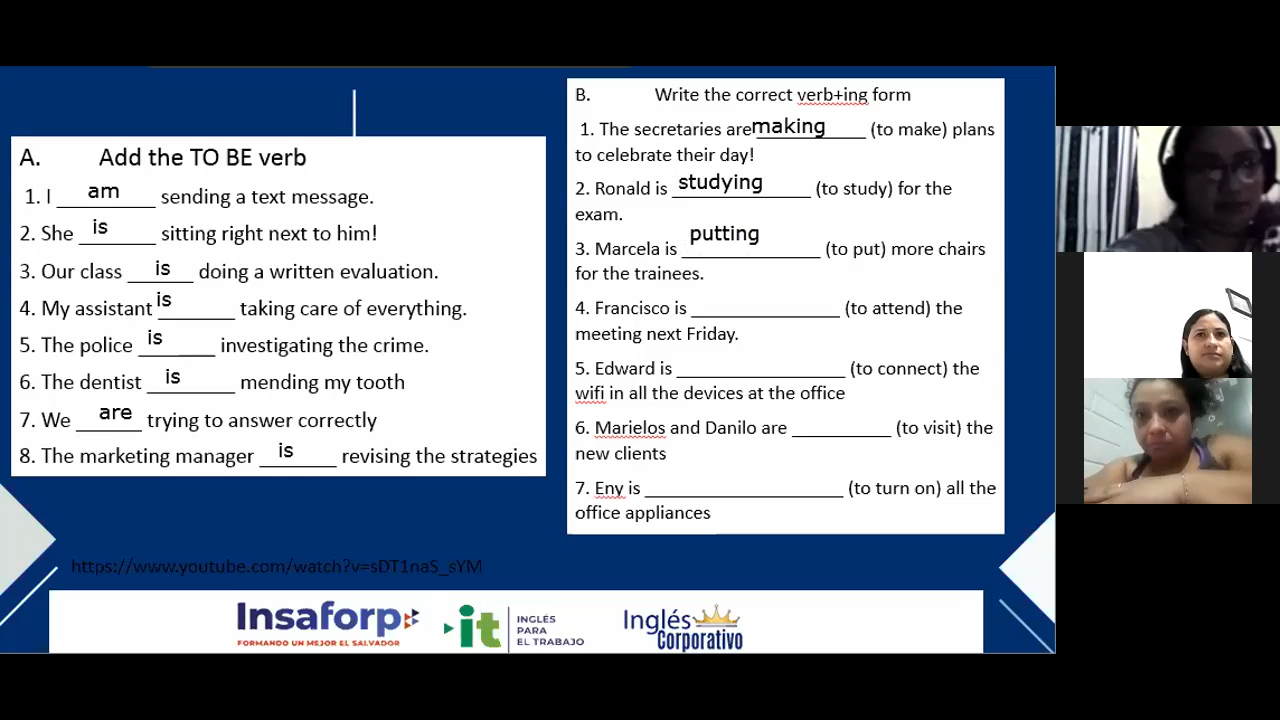 A. Add the TO BE verb
1. I am sending a text message.
2. She is sitting right next to him!
3. Our class is doing a written evaluation.
4. My assistant is taking care of everything.
5. The police is investigating the crime.
6. The dentist is mending my tooth
7. We are trying to answer correctly
8. The marketing manager is revising the strategies
B. Write the correct verb+ing form
1. The secretaries are making (to make) plans
to celebrate their day!
2. Ronald is studying (to study) for the
exam.
3. Marcela is putting (to put) more chairs
for the trainees.
4. Francisco is ________________ (to attend) the
meeting next Friday.
5. Edward is __________________ (to connect) the
wifi in all the devices at the office
6. Marielos and Danilo are __________ (to visit) the
new clients
7. Eny is _____________________ (to turn on) all the
office appliances
https://www.youtube.com/watch?v=sDT1naS_sYM
Insaforp
FORMANDO UN MEJOR EL SALVADOR
it
INGLÉS
PARA
EL TRABAJO
Inglés
Corporativo